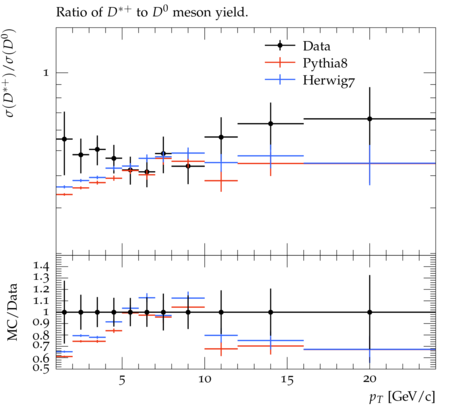 Ratio of D*+ to D0 meson yield.
Data
Pythia8
Herwig7
σ(D*+)/σ(D0)
1
MC/Data
1.4
1.3
1.2
1.1
1
0.9
0.8
0.7
0.6
0.5
5 10 15 20
pT [GeV/c]